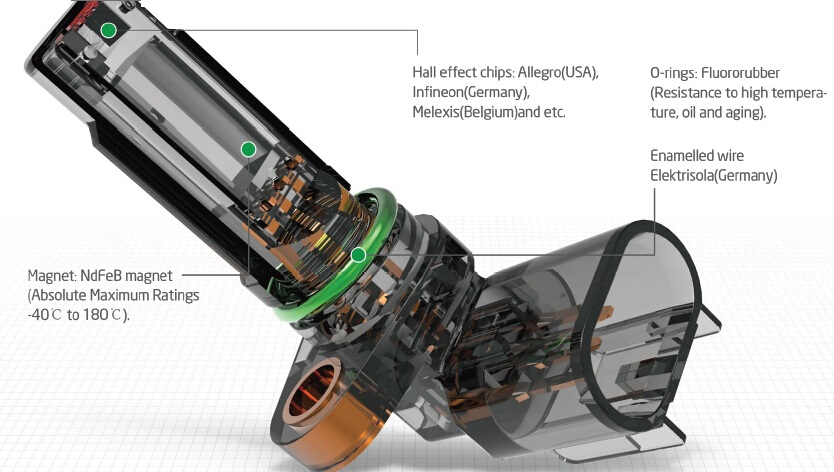 Hall effect chips: Allegro(USA),
Infineon(Germany),
Melexis(Belgium)and etc.
O-rings: Fluororubber
(Resistance to high tempera-
ture, oil and aging).
Enamelled wire
Elektrisola(Germany)
Magnet: NdFeB magnet
(Absolute Maximum Ratings
-40℃ to 180℃).